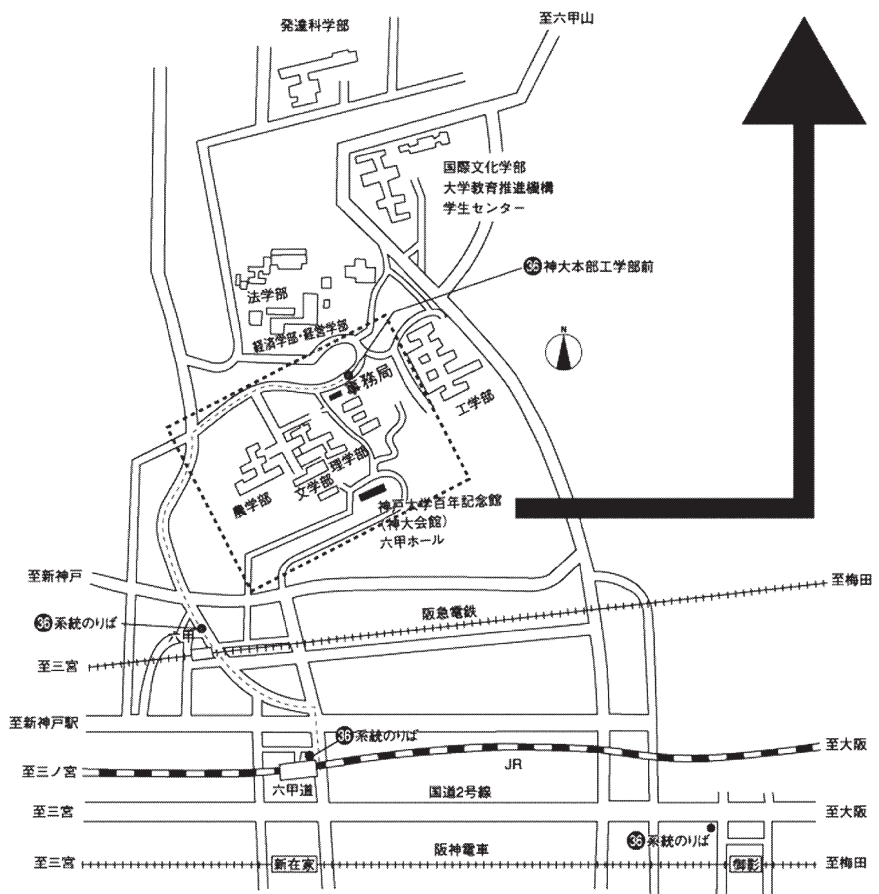 発達科学部
至六甲山
国際文化学部
大学教育推進機構
学生センター
㊱神大本部工学部前
法学部
経済学部・経営学部
N
事務局
工学部
理学部
文学部
農学部
神戸大学百年記念館
(神大会館)
六甲ホール
至新神戸
至梅田
阪急電鉄
㊱系統のりば
六甲
至三宮
至新神戸駅
㊱系統のりば
至大阪
至三ノ宮
JR
六甲道
国道2号線
至三宮
至大阪
㊱系統のりば
阪神電車
至三宮
新在家
御影
至梅田